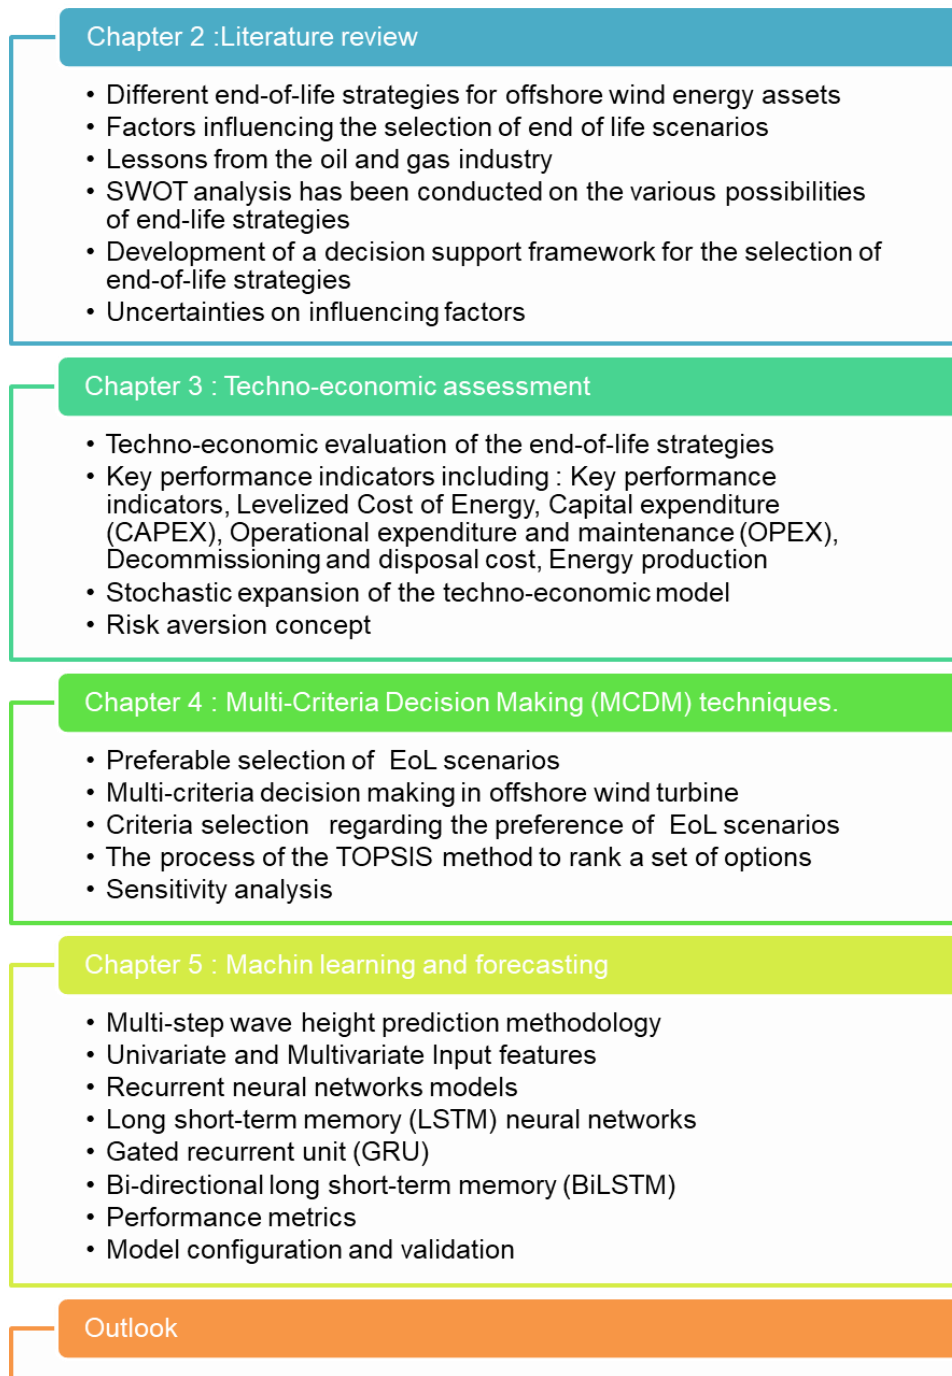 Chapter 2 :Literature review
• Different end-of-life strategies for offshore wind energy assets
• Factors influencing the selection of end of life scenarios
• Lessons from the oil and gas industry
• SWOT analysis has been conducted on the various possibilities
of end-life strategies
• Development of a decision support framework for the selection of
end-of-life strategies
• Uncertainties on influencing factors
Chapter 3 : Techno-economic assessment
• Techno-economic evaluation of the end-of-life strategies
• Key performance indicators including : Key performance
indicators, Levelized Cost of Energy, Capital expenditure
(CAPEX), Operational expenditure and maintenance (OPEX),
Decommissioning and disposal cost, Energy production
• Stochastic expansion of the techno-economic model
• Risk aversion concept
Chapter 4 : Multi-Criteria Decision Making (MCDM) techniques.
• Preferable selection of  EoL scenarios
• Multi-criteria decision making in offshore wind turbine
• Criteria selection  regarding the preference of  EoL scenarios
• The process of the TOPSIS method to rank a set of options
• Sensitivity analysis
Chapter 5 : Machin learning and forecasting
• Multi-step wave height prediction methodology
• Univariate and Multivariate Input features
• Recurrent neural networks models
• Long short-term memory (LSTM) neural networks
• Gated recurrent unit (GRU)
• Bi-directional long short-term memory (BiLSTM)
• Performance metrics
• Model configuration and validation
Outlook